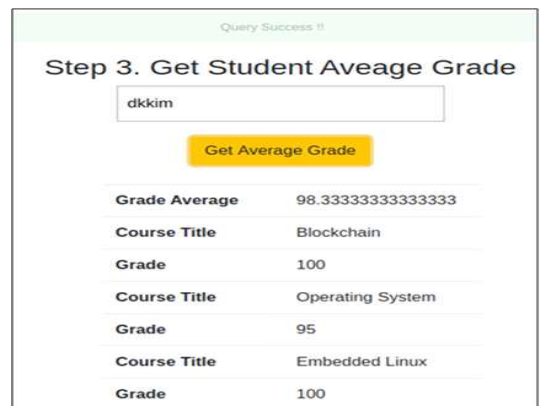 Query Success !!
Step 3. Get Student Aveage Grade
dkkim
Get Average Grade
Grade Average 98.33333333333333
Course Title Blockchain
Grade 100
Course Title Operating System
Grade 95
Course Title Embedded Linux
Grade 100